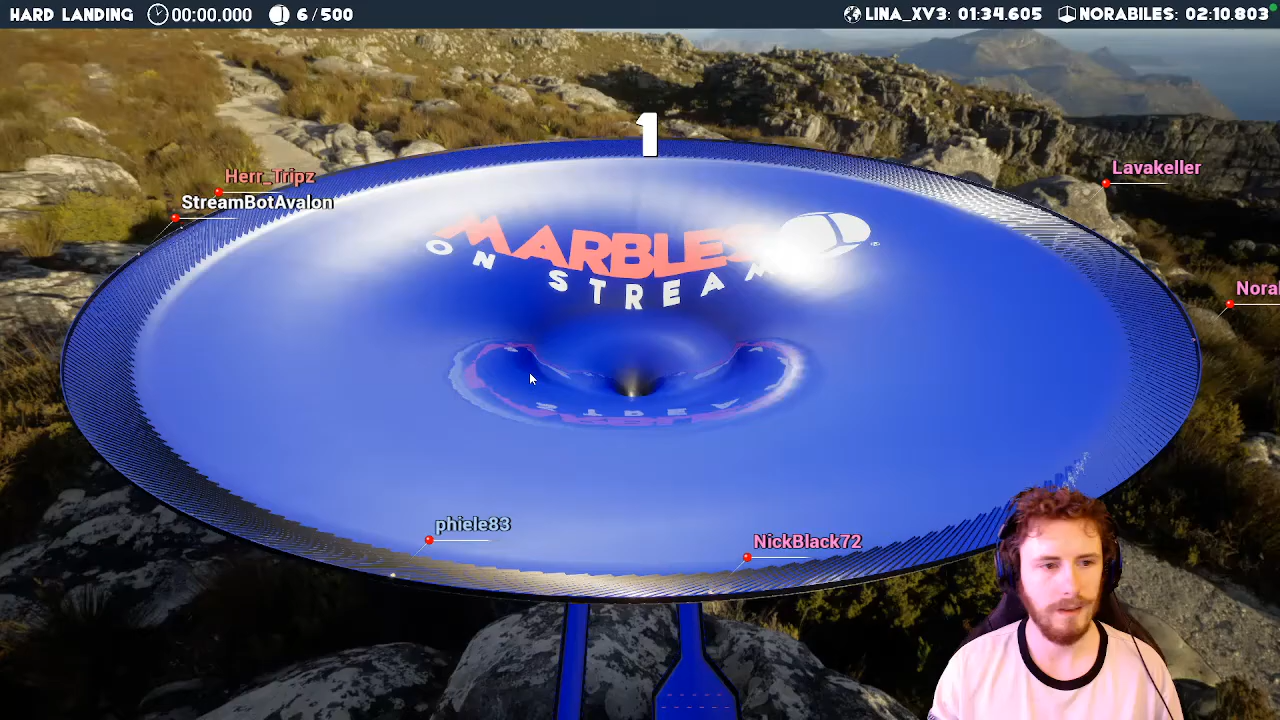 HARD LANDING 00:00.000 6/500 LINA_XV3: 01:34.605 NORABILES: 02:10.803
1
Herr_Tripz
Lavakeller
StreamBotAvalon
MARBLES
ON STREAM
phiele83
NickBlack72